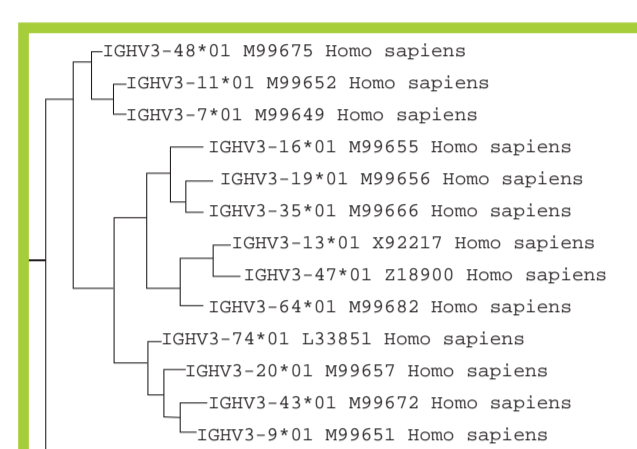 IGHV3-48*01 M99675 Homo sapiens
IGHV3-11*01 M99652 Homo sapiens
IGHV3-7*01 M99649 Homo sapiens
IGHV3-16*01 M99655 Homo sapiens
IGHV3-19*01 M99656 Homo sapiens
IGHV3-35*01 M99666 Homo sapiens
IGHV3-13*01 X92217 Homo sapiens
IGHV3-47*01 Z18900 Homo sapiens
IGHV3-64*01 M99682 Homo sapiens
IGHV3-74*01 L33851 Homo sapiens
IGHV3-20*01 M99657 Homo sapiens
IGHV3-43*01 M99672 Homo sapiens
IGHV3-9*01 M99651 Homo sapiens